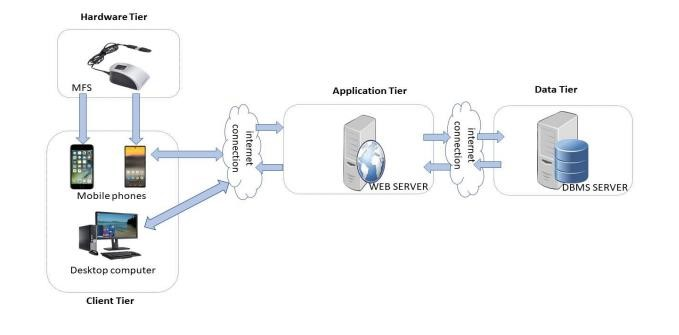 Hardware Tier
MFS
Mobile phones
Desktop computer
Client Tier
internet
connection
Application Tier
WEB SERVER
internet
connection
Data Tier
DBMS SERVER